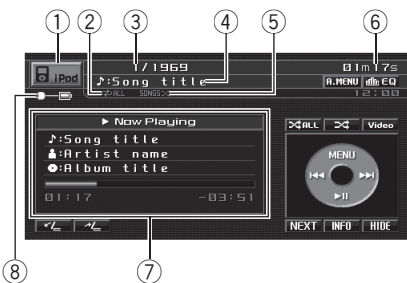 ① ② ③ ④ ⑤ ⑥
iPod
1/1969
01m17s
♪:Song title
A.MENU EQ
ALL SONGS
12:00
► Now Playing
♪:Song title
:Artist name
:Album title
01:17 -03:51
ALL Video
MENU
NEXT INFO HIDE
⑧ ⑦